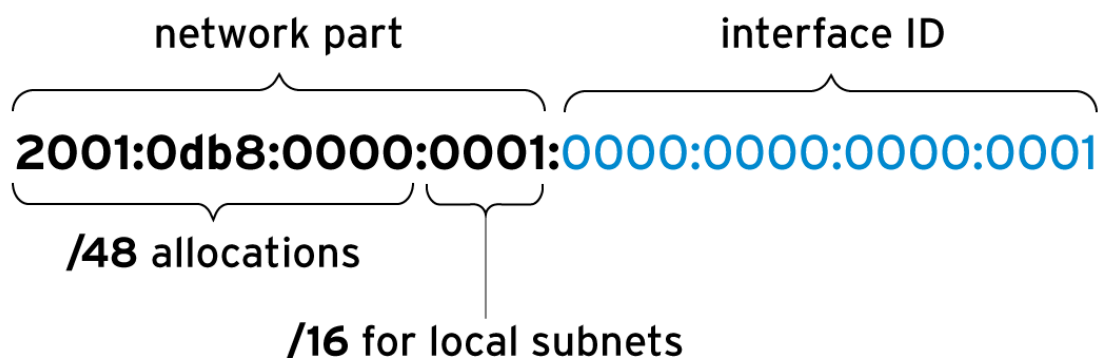 network part
interface ID
2001:0db8:0000:0001:0000:0000:0000:0001
/48 allocations
/16 for local subnets